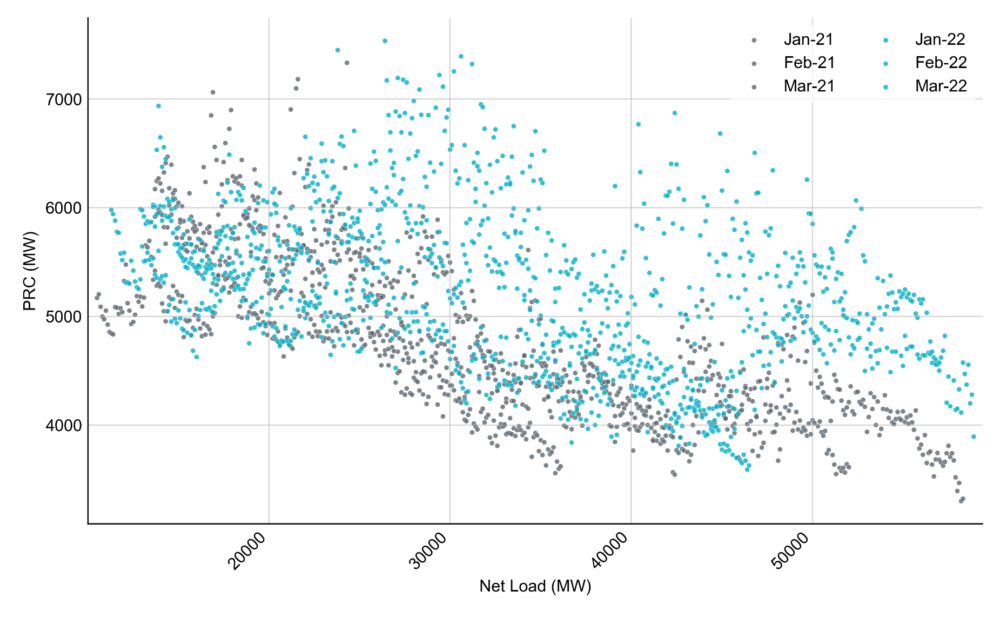 Jan-21 Jan-22
Feb-21 Feb-22
Mar-21 Mar-22
7000
6000
5000
4000
PRC (MW)
20000 30000 40000 50000
Net Load (MW)